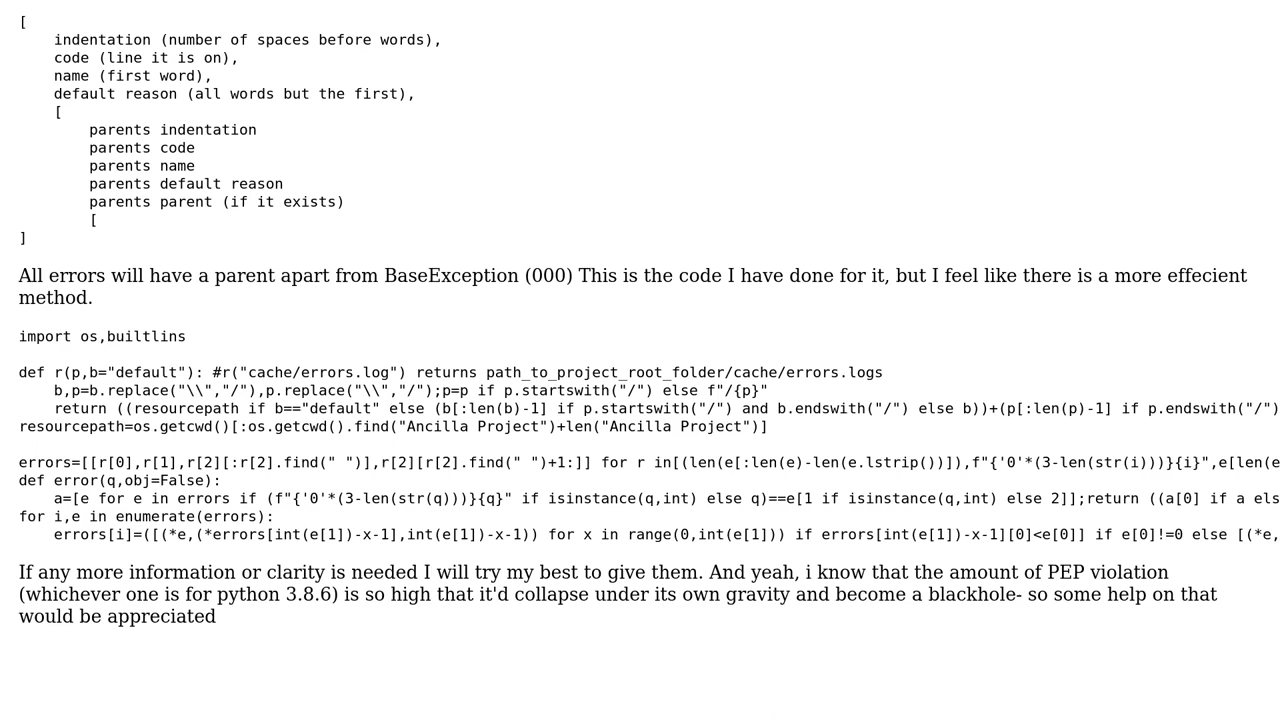 [
    indentation (number of spaces before words),
    code (line it is on),
    name (first word),
    default reason (all words but the first),
    [
        parents indentation
        parents code
        parents name
        parents default reason
        parents parent (if it exists)
        [
]
All errors will have a parent apart from BaseException (000) This is the code I have done for it, but I feel like there is a more effecient
method.
import os,builtlins
def r(p,b="default"): #r("cache/errors.log") returns path_to_project_root_folder/cache/errors.logs
    b,p=b.replace("\\","/"),p.replace("\\","/");p=p if p.startswith("/") else f"/{p}"
    return ((resourcepath if b=="default" else (b[:len(b)-1] if p.startswith("/") and b.endswith("/") else b))+(p[:len(p)-1] if p.endswith("/")
resourcepath=os.getcwd()[:os.getcwd().find("Ancilla Project")+len("Ancilla Project")]
errors=[[r[0],r[1],r[2][:r[2].find(" ")],r[2][r[2].find(" ")+1:]] for r in[(len(e[:len(e)-len(e.lstrip())]),f"{'0'*(3-len(str(i)))}{i}",e[len(e
def error(q,obj=False):
    a=[e for e in errors if (f"{'0'*(3-len(str(q)))}{q}" if isinstance(q,int) else q)==e[1 if isinstance(q,int) else 2]];return ((a[0] if a els
for i,e in enumerate(errors):
    errors[i]=([(*e,(*errors[int(e[1])-x-1],int(e[1])-x-1)) for x in range(0,int(e[1])) if errors[int(e[1])-x-1][0]<e[0]] if e[0]!=0 else [(*e,
If any more information or clarity is needed I will try my best to give them. And yeah, i know that the amount of PEP violation
(whichever one is for python 3.8.6) is so high that it'd collapse under its own gravity and become a blackhole- so some help on that
would be appreciated